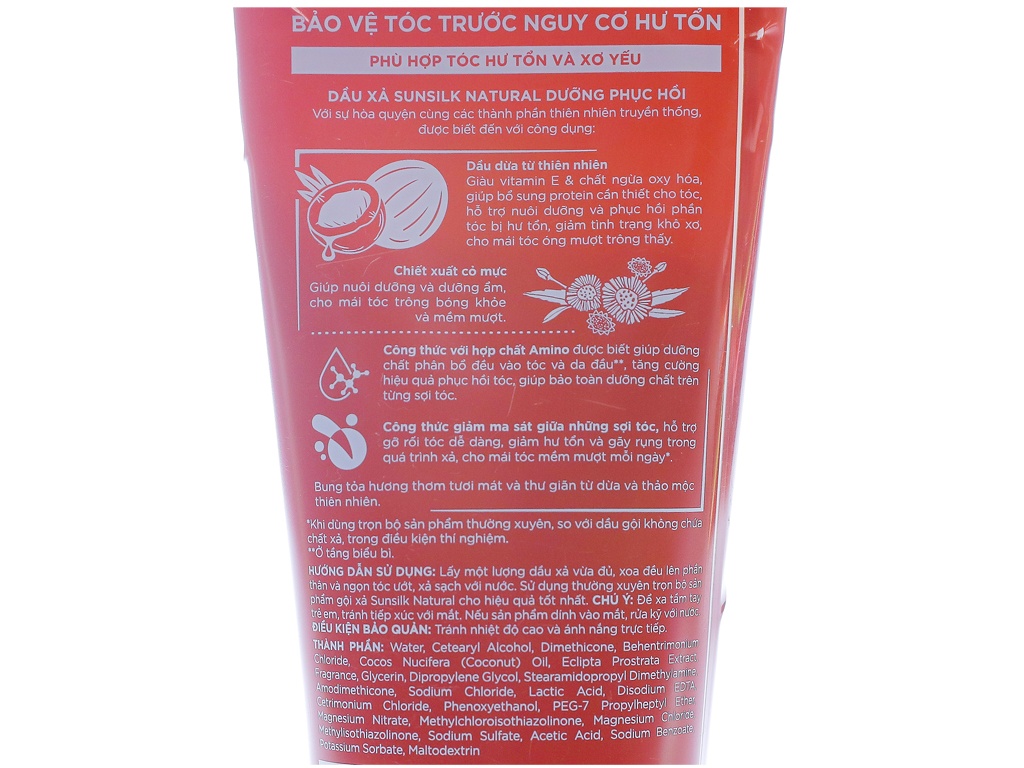 BẢO VỆ TÓC TRƯỚC NGUY CƠ HƯ TỔN
PHÙ HỢP TÓC HƯ TỔN VÀ XƠ YẾU
DẦU XẢ SUNSILK NATURAL DƯỠNG PHỤC HỒI
Với sự hòa quyện cùng các thành phần thiên nhiên truyền thống,
được biết đến với công dụng:
Dầu dừa từ thiên nhiên
Giàu vitamin E & chất ngừa oxy hóa,
giúp bổ sung protein cần thiết cho tóc,
hỗ trợ nuôi dưỡng và phục hồi phần
tóc bị hư tổn, giảm tình trạng khô xơ,
cho mái tóc óng mượt trông thấy.
Chiết xuất cỏ mực
Giúp nuôi dưỡng và dưỡng ẩm,
cho mái tóc trông bóng khỏe
và mềm mượt.
Công thức với hợp chất Amino được biết giúp dưỡng
chất phân bổ đều vào tóc và da đầu**, tăng cường
hiệu quả phục hồi tóc, giúp bảo toàn dưỡng chất trên
từng sợi tóc.
Công thức giảm ma sát giữa những sợi tóc, hỗ trợ
gỡ rối tóc dễ dàng, giảm hư tổn và gãy rụng trong
quá trình xả, cho mái tóc mềm mượt mỗi ngày*.
Bung tỏa hương thơm tươi mát và thư giãn từ dừa và thảo mộc
thiên nhiên.
*Khi dùng trọn bộ sản phẩm thường xuyên, so với dầu gội không chứa
chất xả, trong điều kiện thí nghiệm.
**Ở tầng biểu bì.
HƯỚNG DẪN SỬ DỤNG: Lấy một lượng dầu xả vừa đủ, xoa đều lên phần
thân và ngọn tóc ướt, xả sạch với nước. Sử dụng thường xuyên trọn bộ sản
phẩm gội xả Sunsilk Natural cho hiệu quả tốt nhất. CHÚ Ý: Để xa tầm tay
trẻ em, tránh tiếp xúc với mắt. Nếu sản phẩm dính vào mắt, rửa kỹ với nước.
ĐIỀU KIỆN BẢO QUẢN: Tránh nhiệt độ cao và ánh nắng trực tiếp.
THÀNH PHẦN: Water, Cetearyl Alcohol, Dimethicone, Behentrimonium
Chloride, Cocos Nucifera (Coconut) Oil, Eclipta Prostrata Extract,
Fragrance, Glycerin, Dipropylene Glycol, Stearamidopropyl Dimethylamine,
Amodimethicone, Sodium Chloride, Lactic Acid, Disodium EDTA,
Cetrimonium Chloride, Phenoxyethanol, PEG-7 Propylheptyl Ether,
Magnesium Nitrate, Methylchloroisothiazolinone, Magnesium Chloride,
Methylisothiazolinone, Sodium Sulfate, Acetic Acid, Sodium Benzoate,
Potassium Sorbate, Maltodextrin